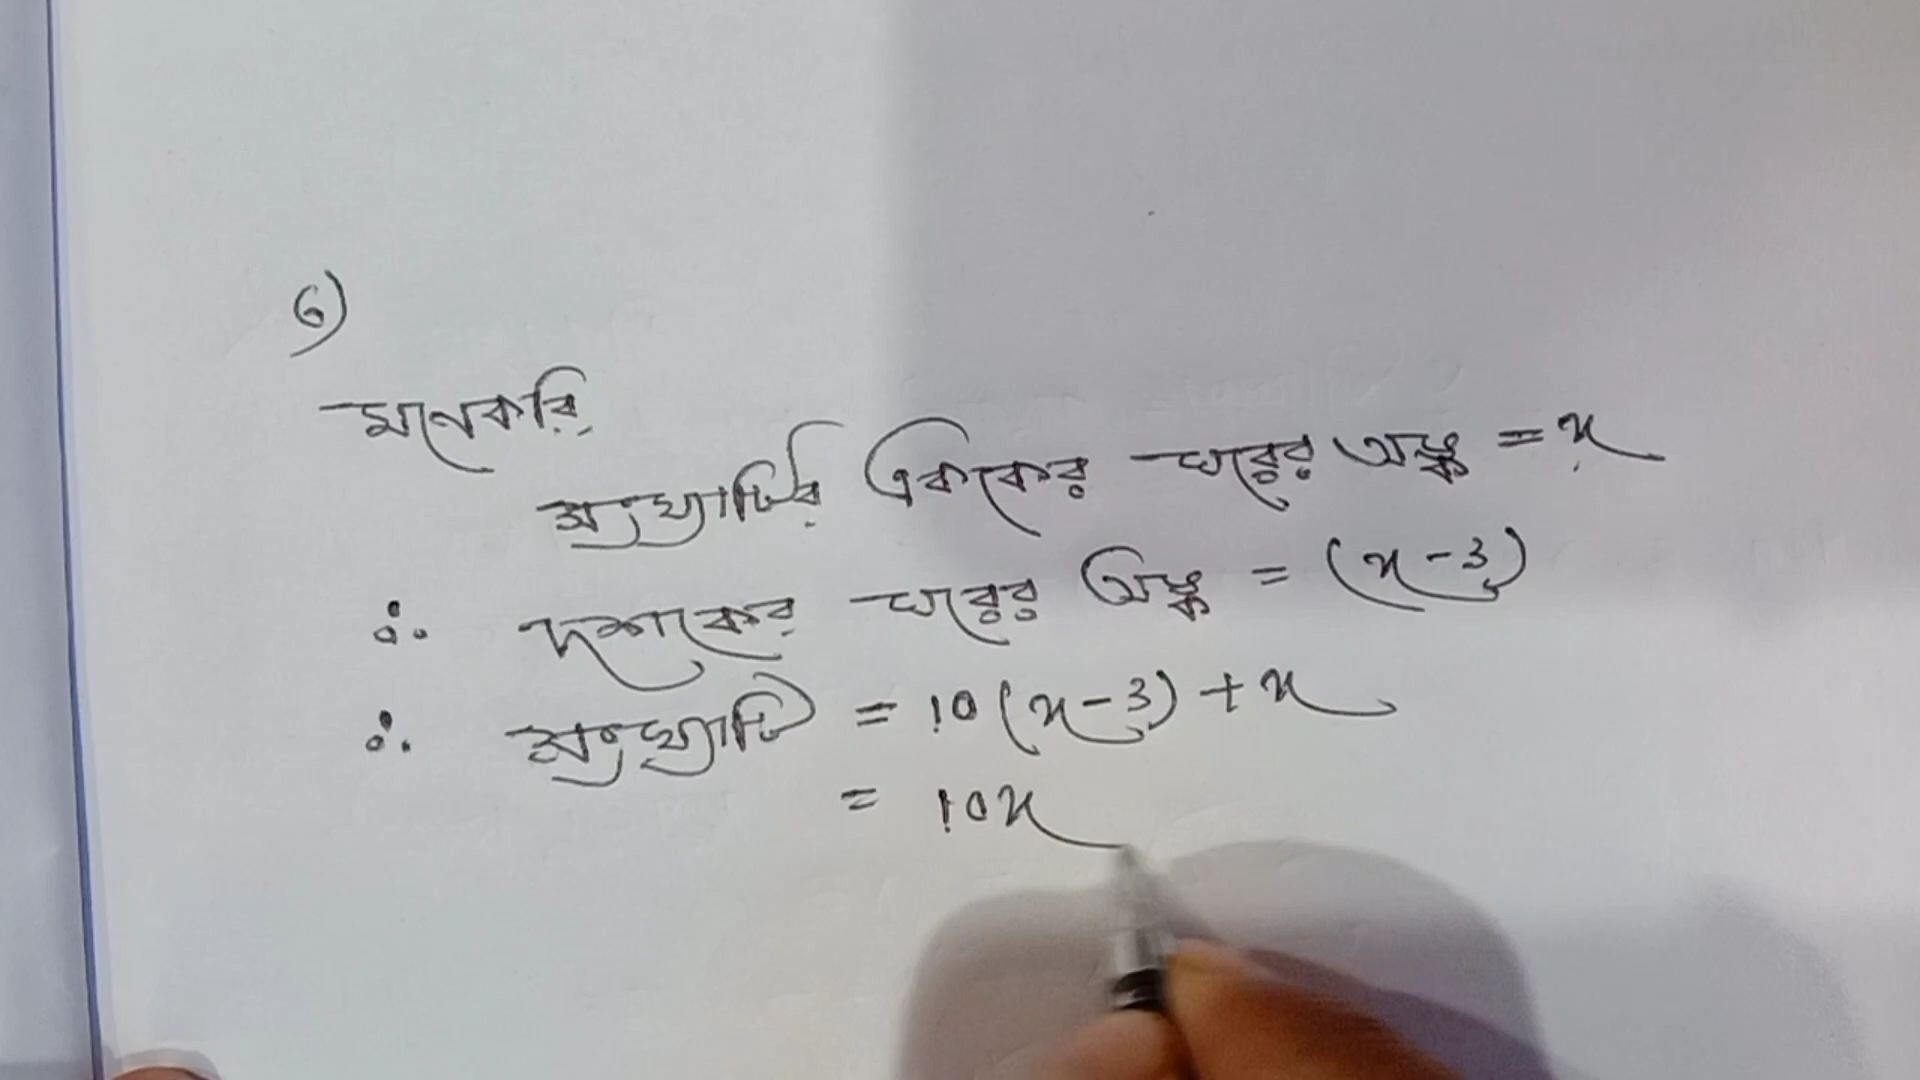 6)
মনেকরি
সংখ্যাটির এককের ঘরের অঙ্ক = x
∴ দশকের ঘরের অঙ্ক = (x-3)
∴ সংখ্যাটি = 10(x-3)+x
= 10x